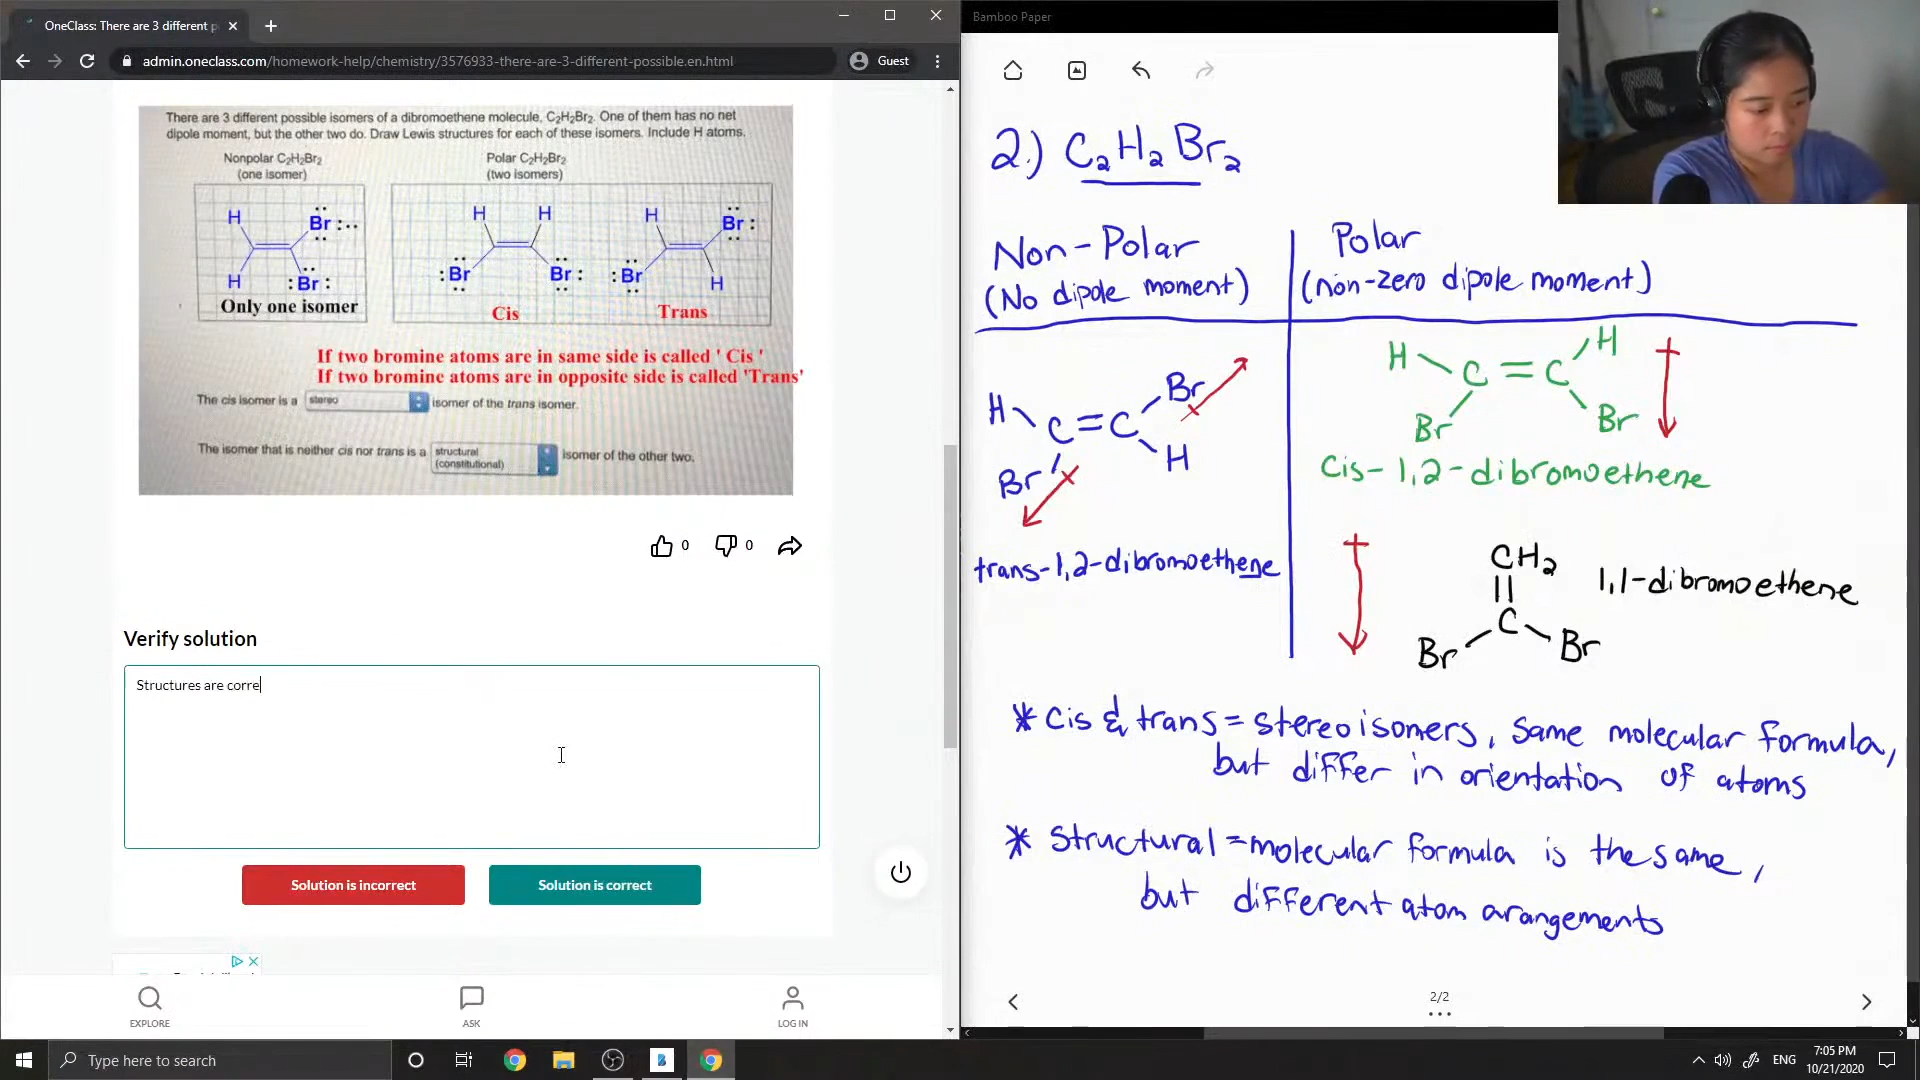 OneClass: There are 3 different p
admin.oneclass.com/homework-help/chemistry/3576933-there-are-3-different-possible.en.html
Guest
There are 3 different possible isomers of a dibromoethene molecule, C₂H₂Br₂. One of them has no net
dipole moment, but the other two do. Draw Lewis structures for each of these isomers. Include H atoms.
Nonpolar C₂H₂Br₂
(one isomer)
Polar C₂H₂Br₂
(two isomers)
H
Br
H
Br
Only one isomer
H H
Br Br
Cis
H Br
Br H
Trans
If two bromine atoms are in same side is called ' Cis '
If two bromine atoms are in opposite side is called 'Trans'
The cis isomer is a stereo isomer of the trans isomer.
The isomer that is neither cis nor trans is a structural (constitutional) isomer of the other two.
0
0
Verify solution
Structures are corre
Solution is incorrect
Solution is correct
EXPLORE
ASK
LOG IN
Bamboo Paper
2.) C₂H₂Br₂
Non-Polar
(No dipole moment)
Polar
(non-zero dipole moment)
H Br
C=C
Br H
trans-1,2-dibromoethene
H H
C=C
Br Br
Cis-1,2-dibromoethene
CH₂
C
Br Br
1,1-dibromoethene
* Cis & trans = stereoisomers, same molecular formula,
but differ in orientation of atoms
* Structural = molecular formula is the same,
but different atom arangements
2/2
Type here to search
ENG
7:05 PM
10/21/2020